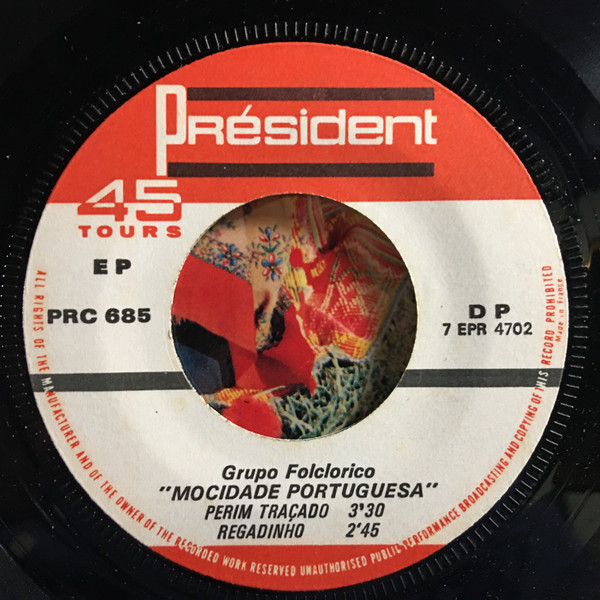 Président
45
TOURS
EP
PRC 685
DP
7 EPR 4702
Grupo Folclorico
"MOCIDADE PORTUGUESA"
PERIM TRAÇADO 3'30
REGADINHO 2'45
ALL RIGHTS OF THE MANUFACTURER AND OF THE OWNER OF THE RECORDED WORK RESERVED UNAUTHORISED PUBLIC PERFORMANCE BROADCASTING AND COPYING OF THIS RECORD PROHIBITED
Made in France